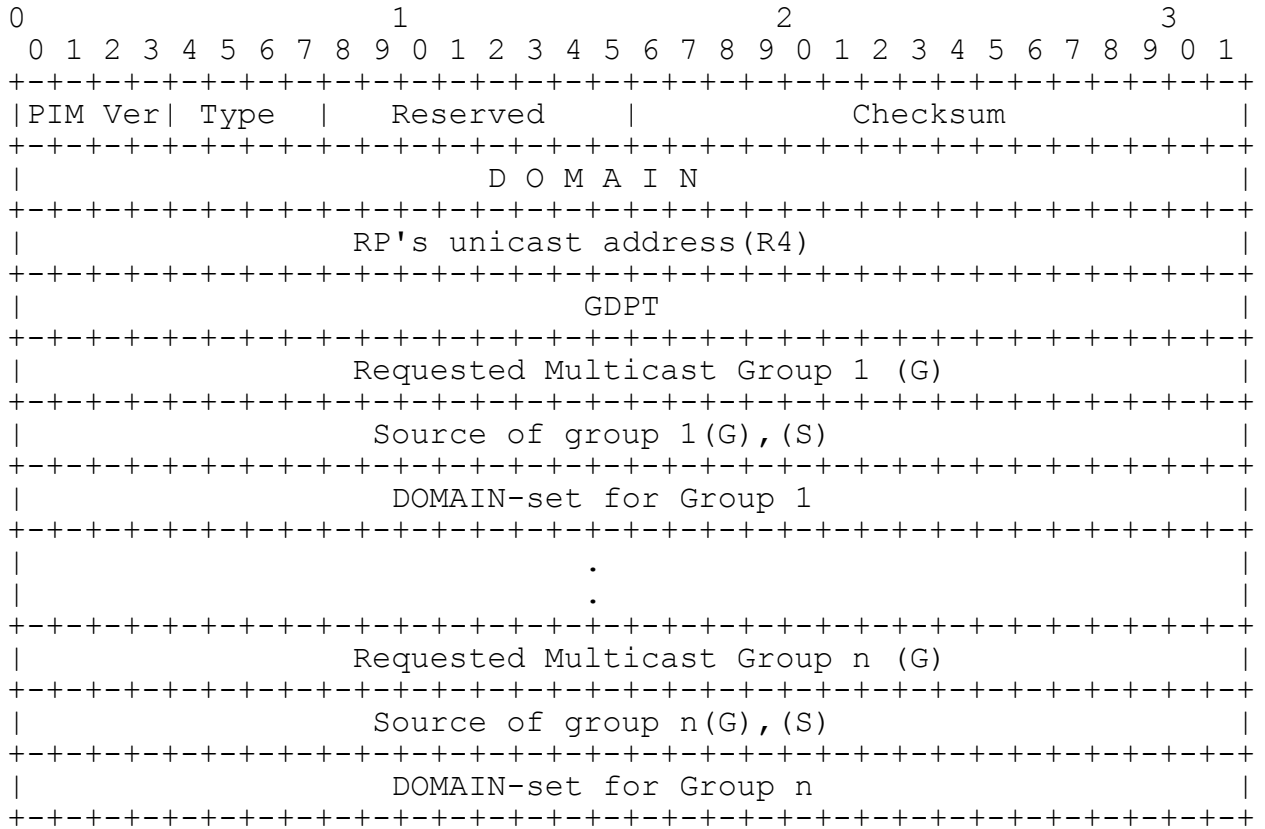 0                   1                   2                   3
 0 1 2 3 4 5 6 7 8 9 0 1 2 3 4 5 6 7 8 9 0 1 2 3 4 5 6 7 8 9 0 1
+-+-+-+-+-+-+-+-+-+-+-+-+-+-+-+-+-+-+-+-+-+-+-+-+-+-+-+-+-+-+-+-+
|PIM Ver| Type  |   Reserved    |           Checksum            |
+-+-+-+-+-+-+-+-+-+-+-+-+-+-+-+-+-+-+-+-+-+-+-+-+-+-+-+-+-+-+-+-+
|                        D O M A I N                            |
+-+-+-+-+-+-+-+-+-+-+-+-+-+-+-+-+-+-+-+-+-+-+-+-+-+-+-+-+-+-+-+-+
|                 RP's unicast address(R4)                      |
+-+-+-+-+-+-+-+-+-+-+-+-+-+-+-+-+-+-+-+-+-+-+-+-+-+-+-+-+-+-+-+-+
|                             GDPT                              |
+-+-+-+-+-+-+-+-+-+-+-+-+-+-+-+-+-+-+-+-+-+-+-+-+-+-+-+-+-+-+-+-+
|                 Requested Multicast Group 1 (G)               |
+-+-+-+-+-+-+-+-+-+-+-+-+-+-+-+-+-+-+-+-+-+-+-+-+-+-+-+-+-+-+-+-+
|                  Source of group 1(G),(S)                     |
+-+-+-+-+-+-+-+-+-+-+-+-+-+-+-+-+-+-+-+-+-+-+-+-+-+-+-+-+-+-+-+-+
|                   DOMAIN-set for Group 1                      |
+-+-+-+-+-+-+-+-+-+-+-+-+-+-+-+-+-+-+-+-+-+-+-+-+-+-+-+-+-+-+-+-+
|                             .                                 |
|                             .                                 |
+-+-+-+-+-+-+-+-+-+-+-+-+-+-+-+-+-+-+-+-+-+-+-+-+-+-+-+-+-+-+-+-+
|                 Requested Multicast Group n (G)               |
+-+-+-+-+-+-+-+-+-+-+-+-+-+-+-+-+-+-+-+-+-+-+-+-+-+-+-+-+-+-+-+-+
|                  Source of group n(G),(S)                     |
+-+-+-+-+-+-+-+-+-+-+-+-+-+-+-+-+-+-+-+-+-+-+-+-+-+-+-+-+-+-+-+-+
|                   DOMAIN-set for Group n                      |
+-+-+-+-+-+-+-+-+-+-+-+-+-+-+-+-+-+-+-+-+-+-+-+-+-+-+-+-+-+-+-+-+